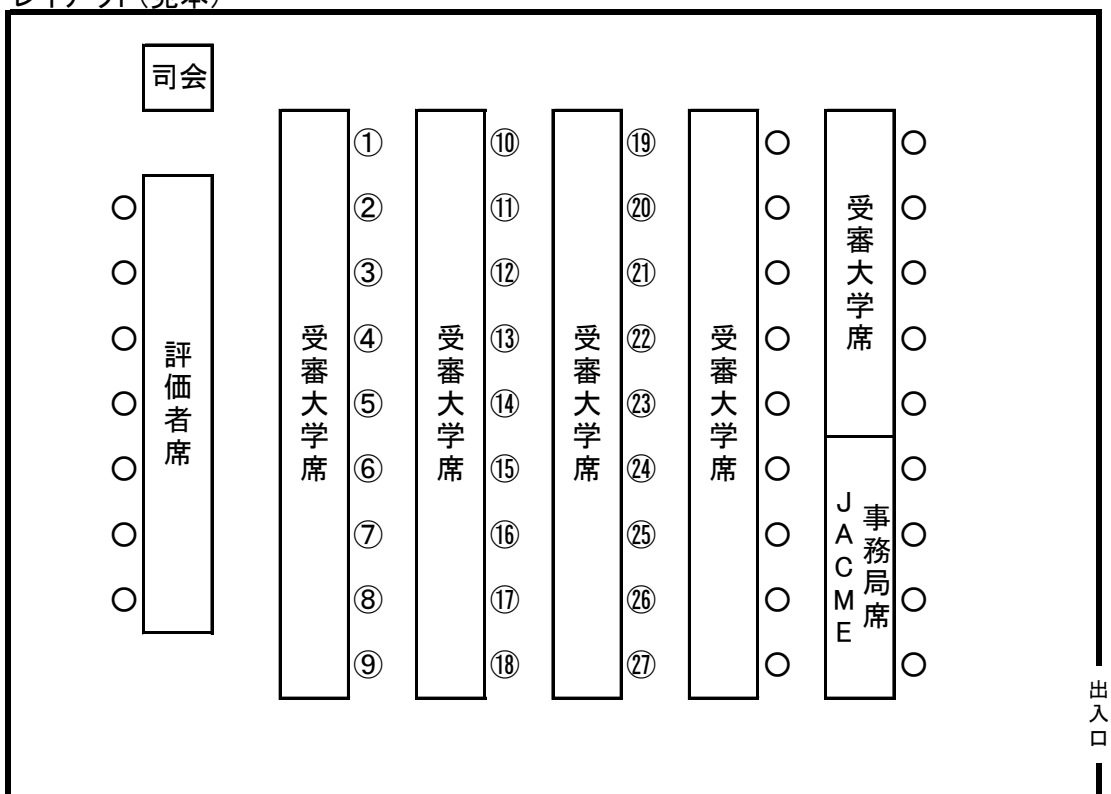 レイアウト（見本）
司会
評価者席
受審大学席
①
②
③
④
⑤
⑥
⑦
⑧
⑨
受審大学席
⑩
⑪
⑫
⑬
⑭
⑮
⑯
⑰
⑱
受審大学席
⑲
⑳
㉑
㉒
㉓
㉔
㉕
㉖
㉗
受審大学席
受審大学席
JACME
事務局席
出入口